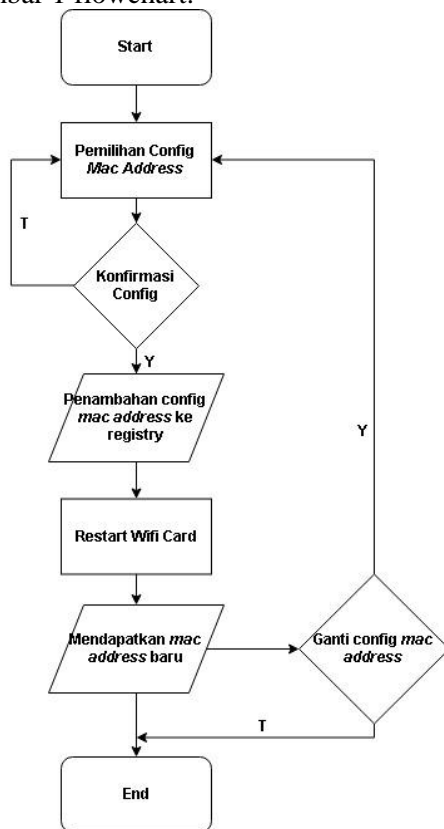 Start
Pemilihan Config
Mac Address
T
Konfirmasi
Config
Y
Penambahan config
mac address ke
registry
Y
Restart Wifi Card
Mendapatkan mac
address baru
Ganti config mac
address
T
End